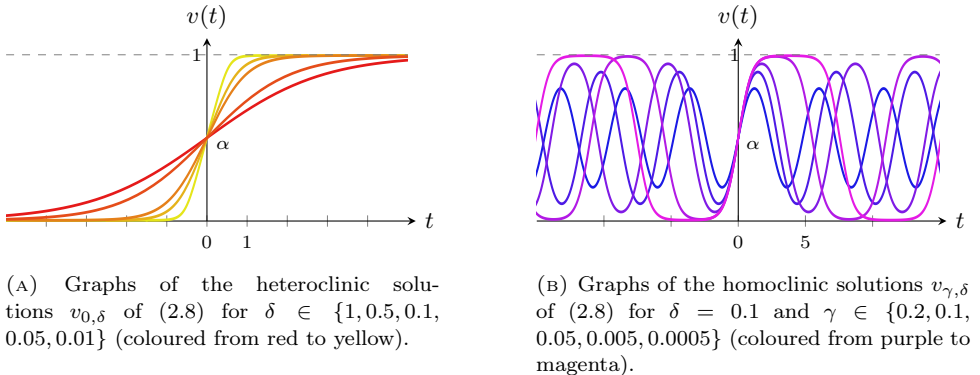 v(t)
1
α
t
0 1
(A) Graphs of the heteroclinic solu-
tions v₀,δ of (2.8) for δ ∈ {1, 0.5, 0.1,
0.05, 0.01} (coloured from red to yellow).
v(t)
1
α
t
0 5
(B) Graphs of the homoclinic solutions vγ,δ
of (2.8) for δ = 0.1 and γ ∈ {0.2, 0.1,
0.05, 0.005, 0.0005} (coloured from purple to
magenta).